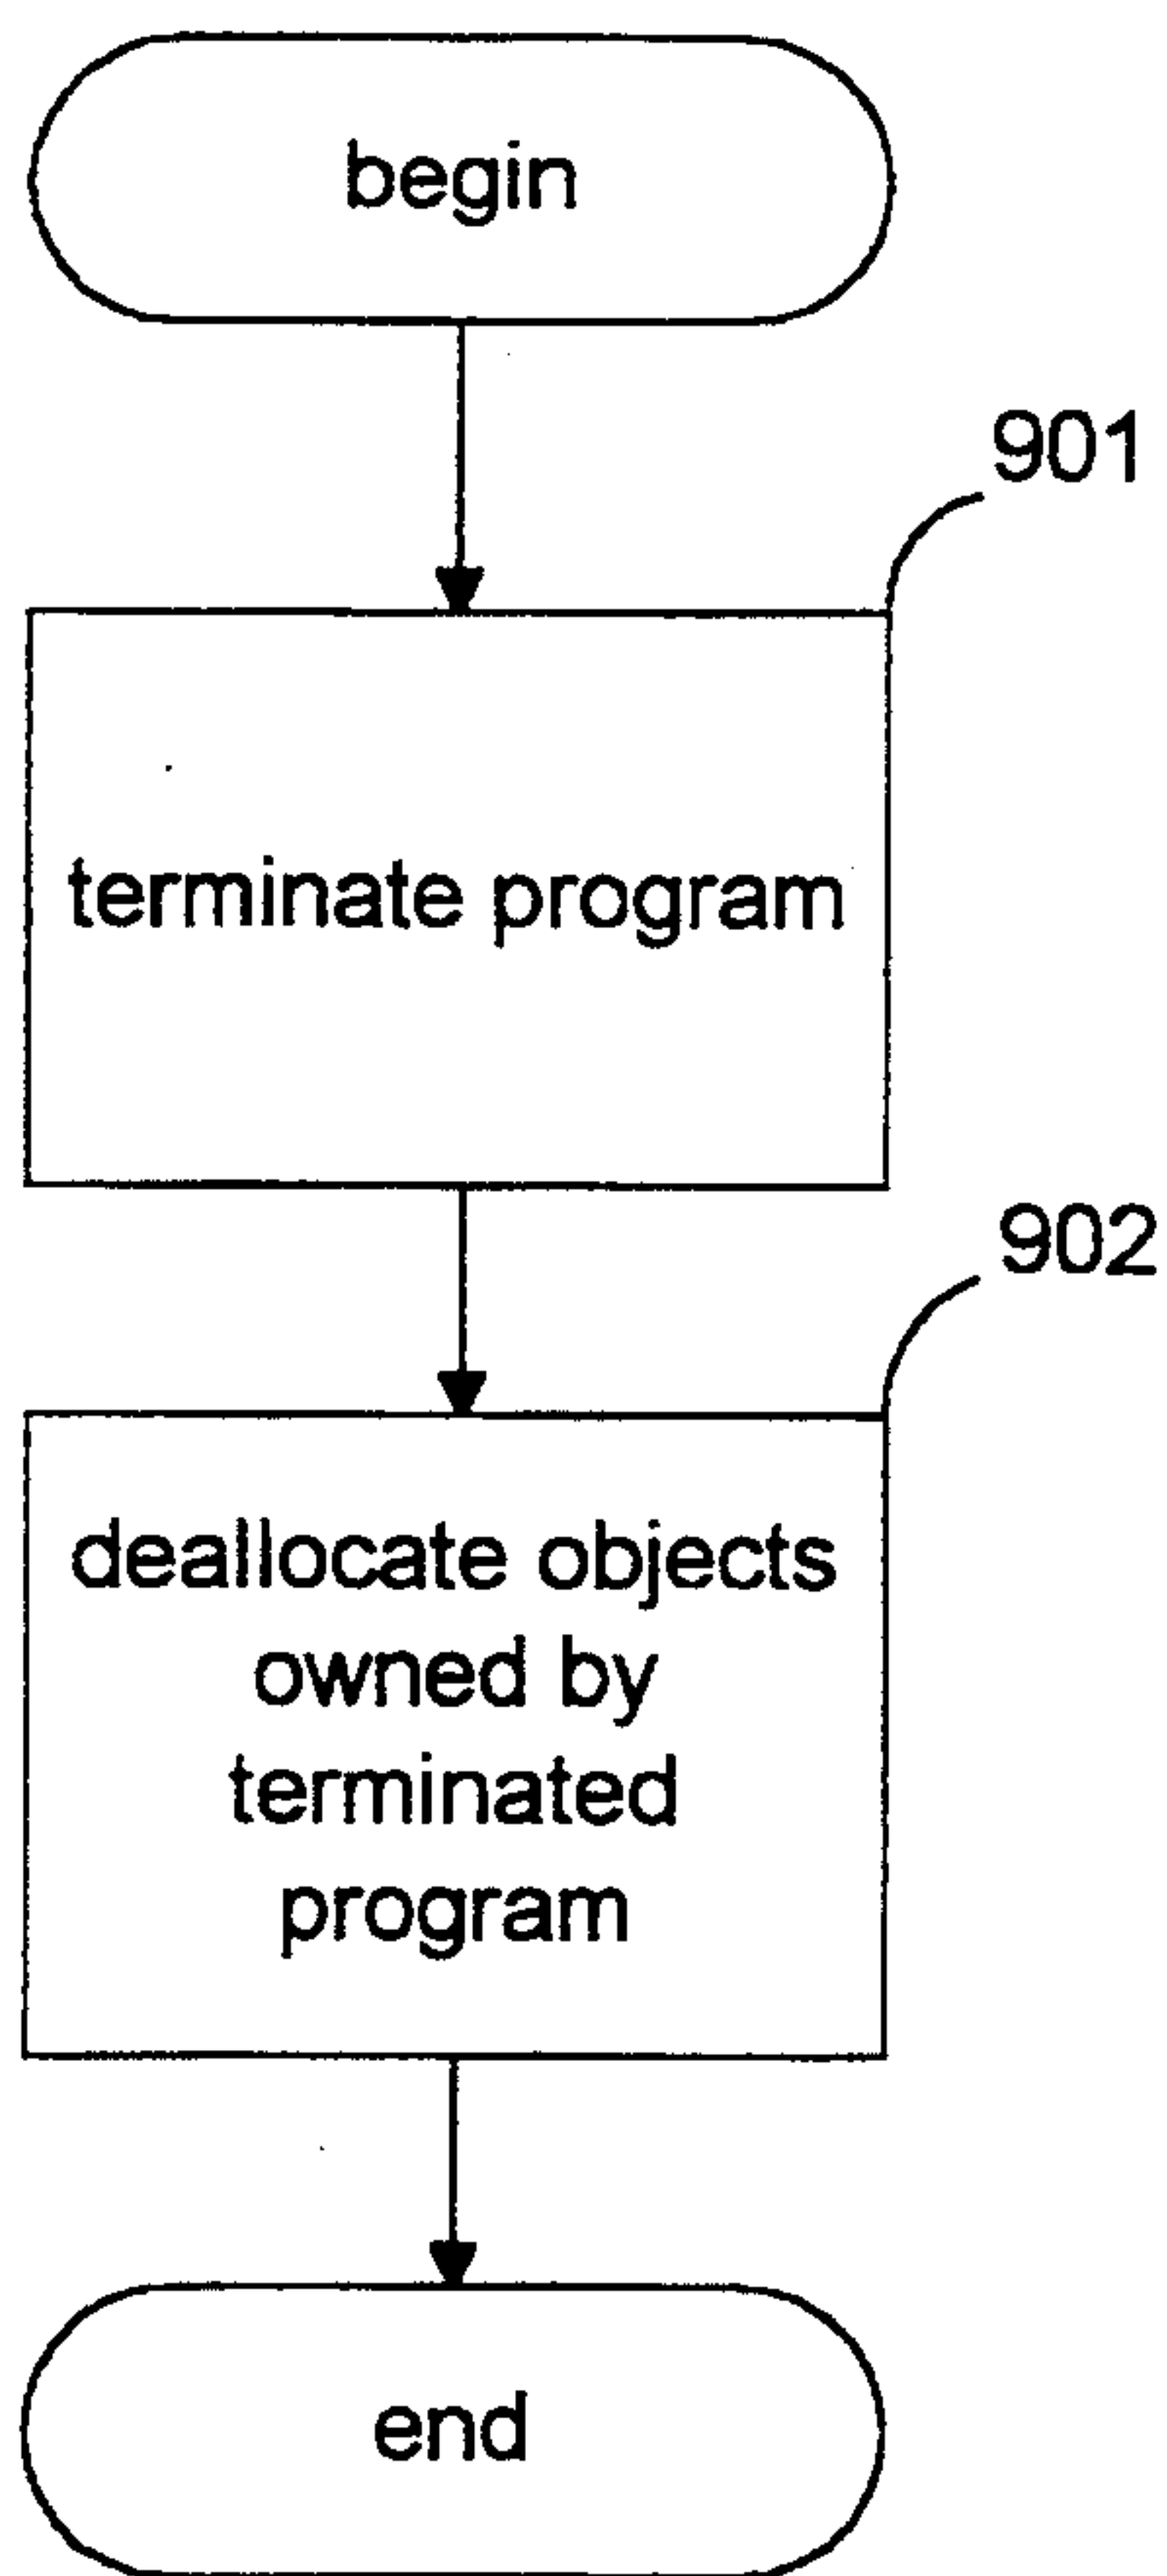 begin
901
terminate program
902
deallocate objects
owned by
terminated
program
end